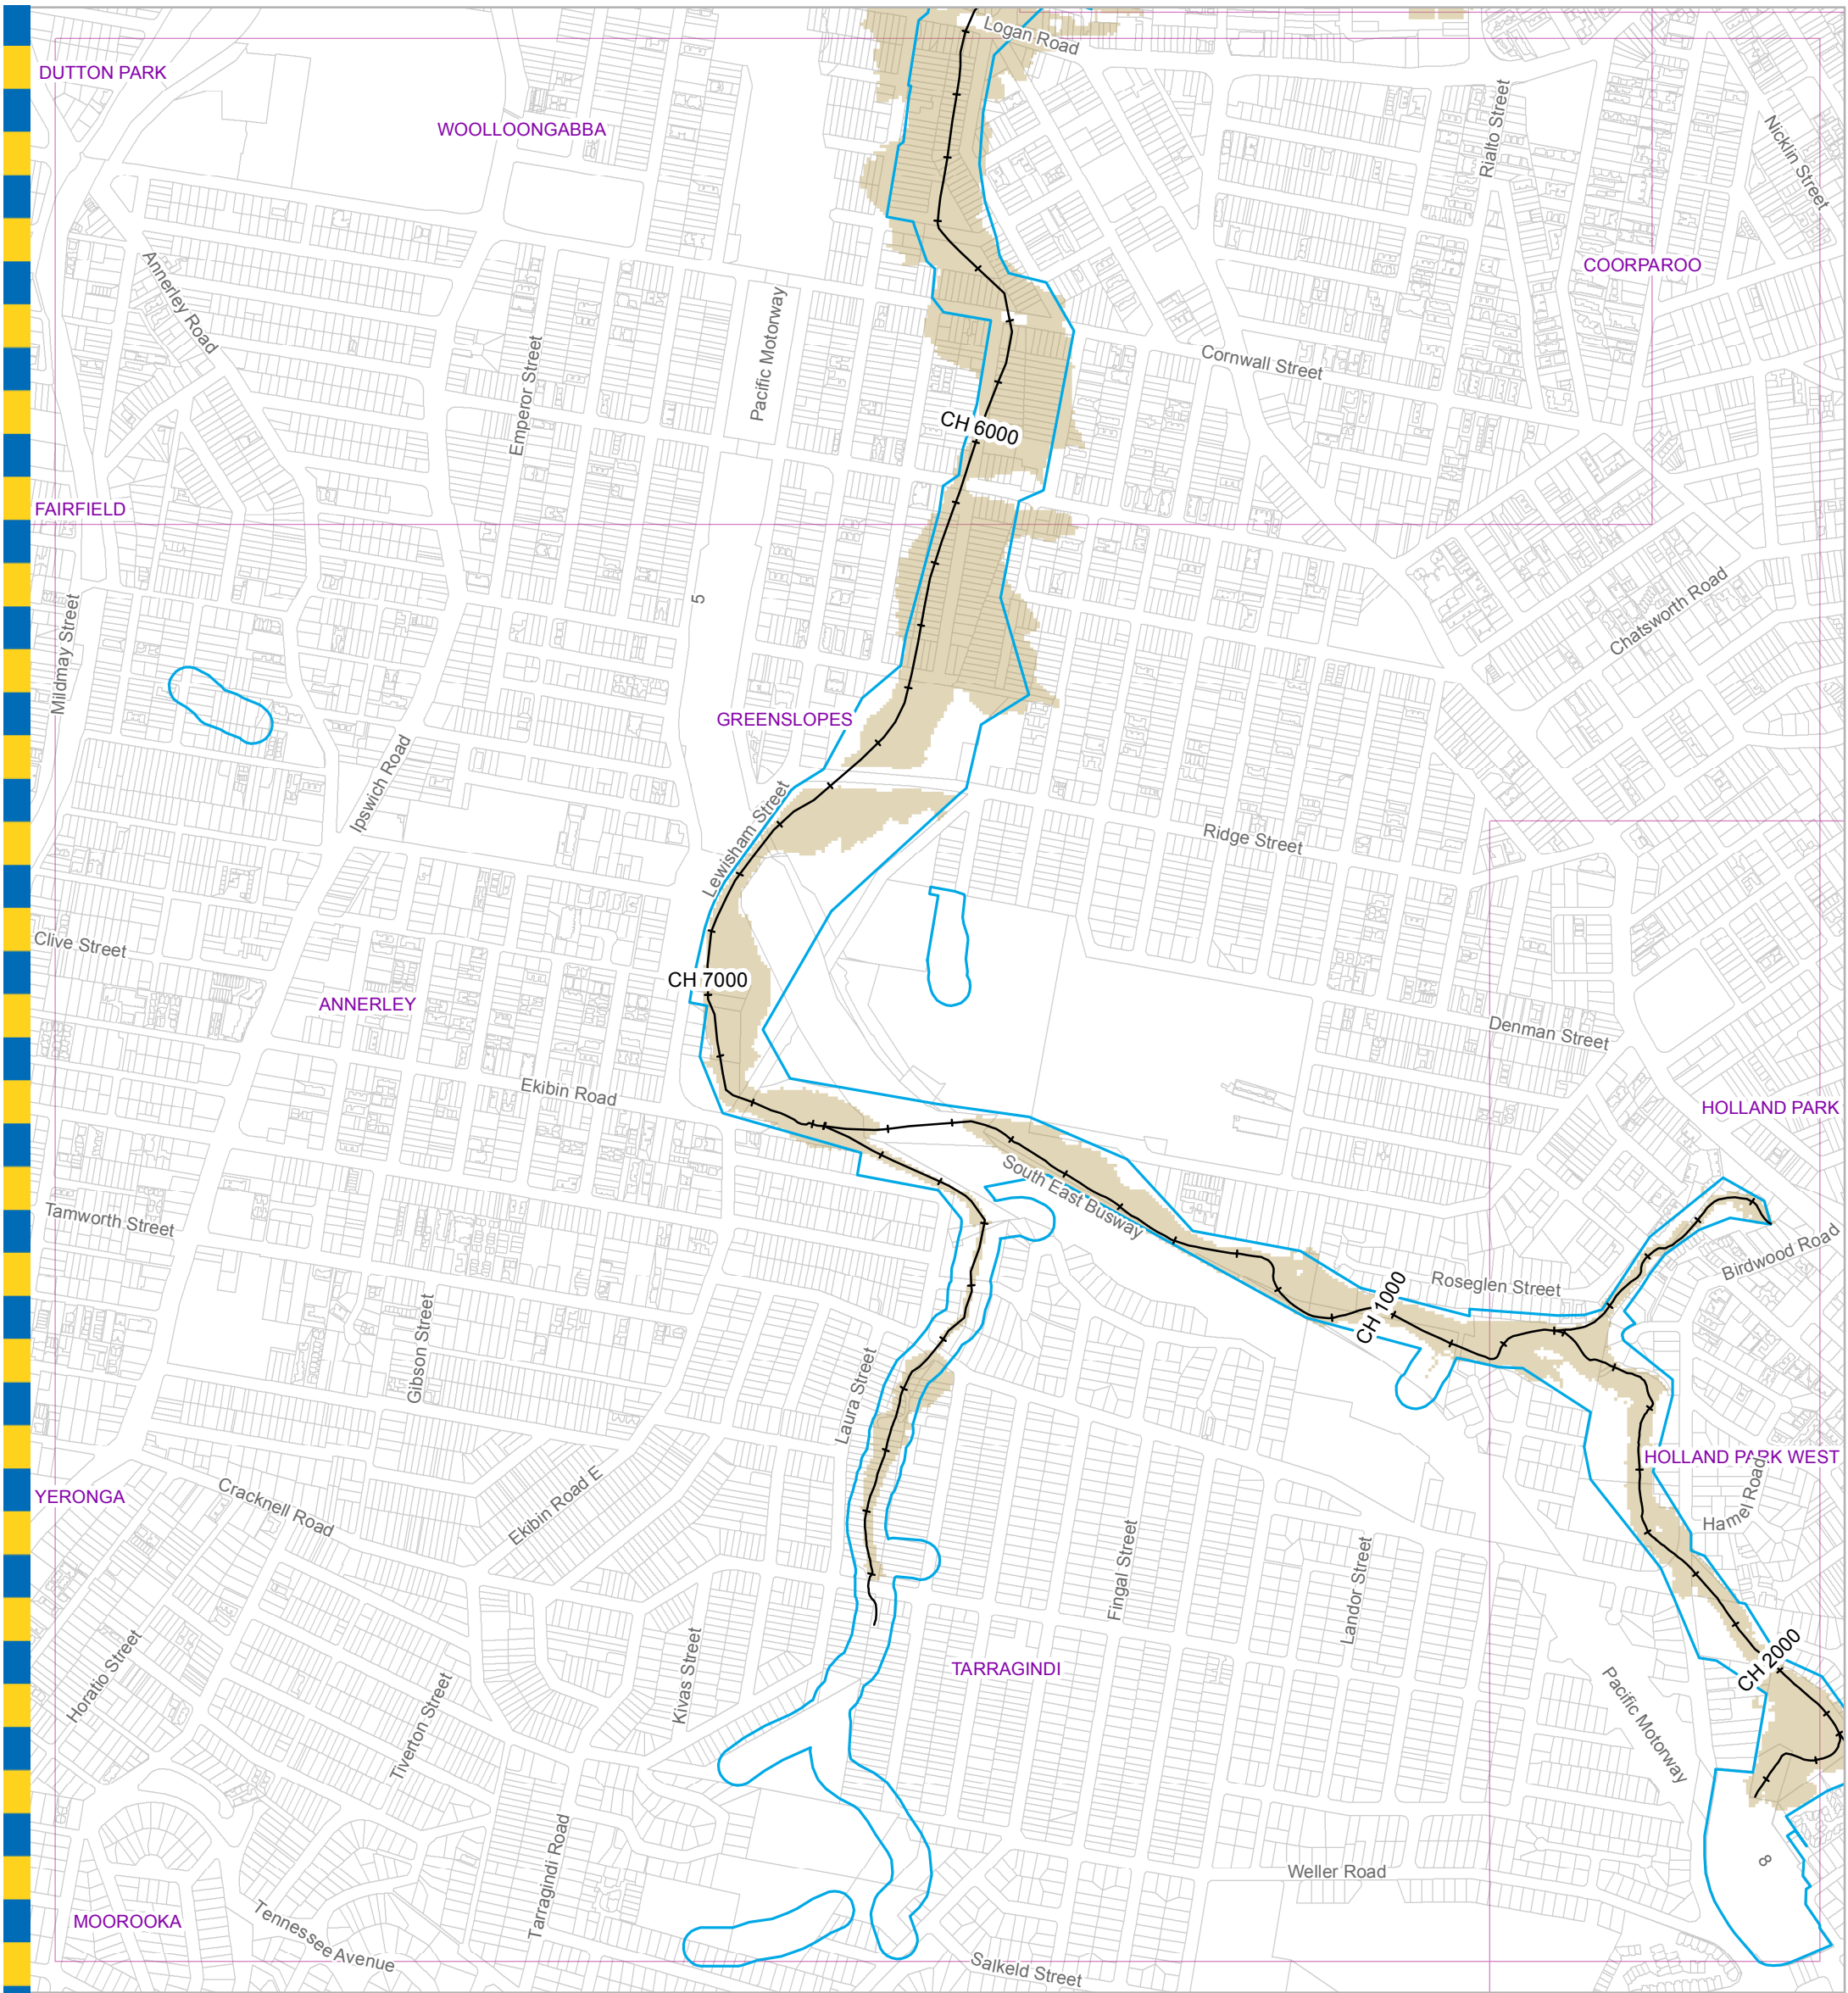 Logan Road
DUTTON PARK
WOOLLOONGABBA
Rialto Street
Nicklin Street
COORPAROO
Annerley Road
Emperor Street
Pacific Motorway
Cornwall Street
CH 6000
FAIRFIELD
5
Chatsworth Road
Mildmay Street
GREENSLOPES
Ipswich Road
Lewisham Street
Ridge Street
Clive Street
CH 7000
ANNERLEY
Denman Street
Ekibin Road
HOLLAND PARK
South East Busway
Tamworth Street
Birdwood Road
Roseglen Street
CH 1000
Gibson Street
Laura Street
HOLLAND PARK WEST
Hamel Road
YERONGA
Cracknell Road
Ekibin Road E
Fingal Street
Landor Street
Horatio Street
Kivas Street
TARRAGINDI
CH 2000
Pacific Motorway
Tiverton Street
Tarragindi Road
Weller Road
8
MOOROOKA
Tennessee Avenue
Salkeld Street